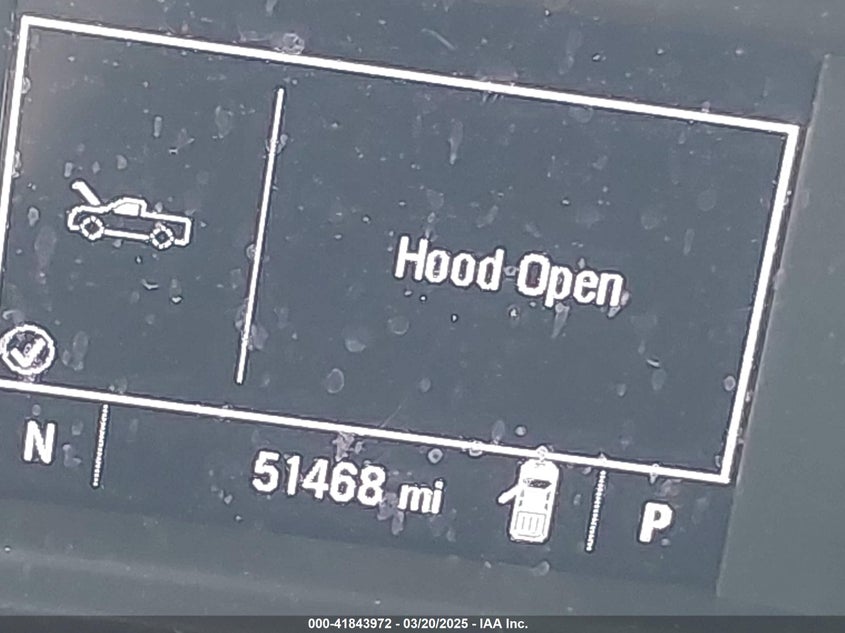 Hood Open
N
51468 mi
P
000-41843972 - 03/20/2025 - IAA Inc.